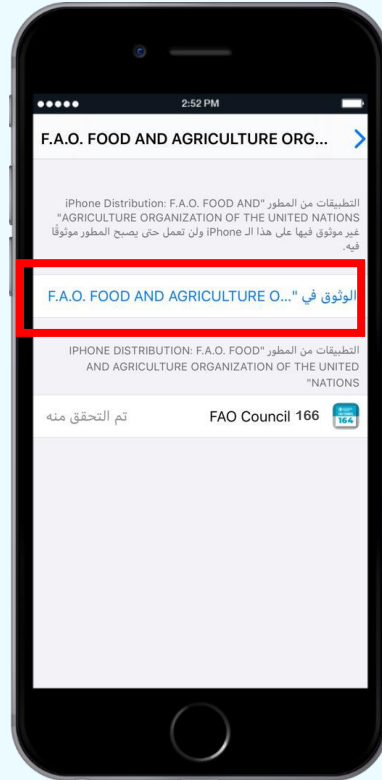 2:52 PM
F.A.O. FOOD AND AGRICULTURE ORG...
التطبيقات من المطور "iPhone Distribution: F.A.O. FOOD AND
AGRICULTURE ORGANIZATION OF THE UNITED NATIONS"
غير موثوق فيها على هذا الـ iPhone ولن تعمل حتى يصبح المطور موثوقًا
فيه.
الوثوق في "...F.A.O. FOOD AND AGRICULTURE O
التطبيقات من المطور "IPHONE DISTRIBUTION: F.A.O. FOOD
AND AGRICULTURE ORGANIZATION OF THE UNITED
NATIONS"
FAO Council 166 تم التحقق منه
164